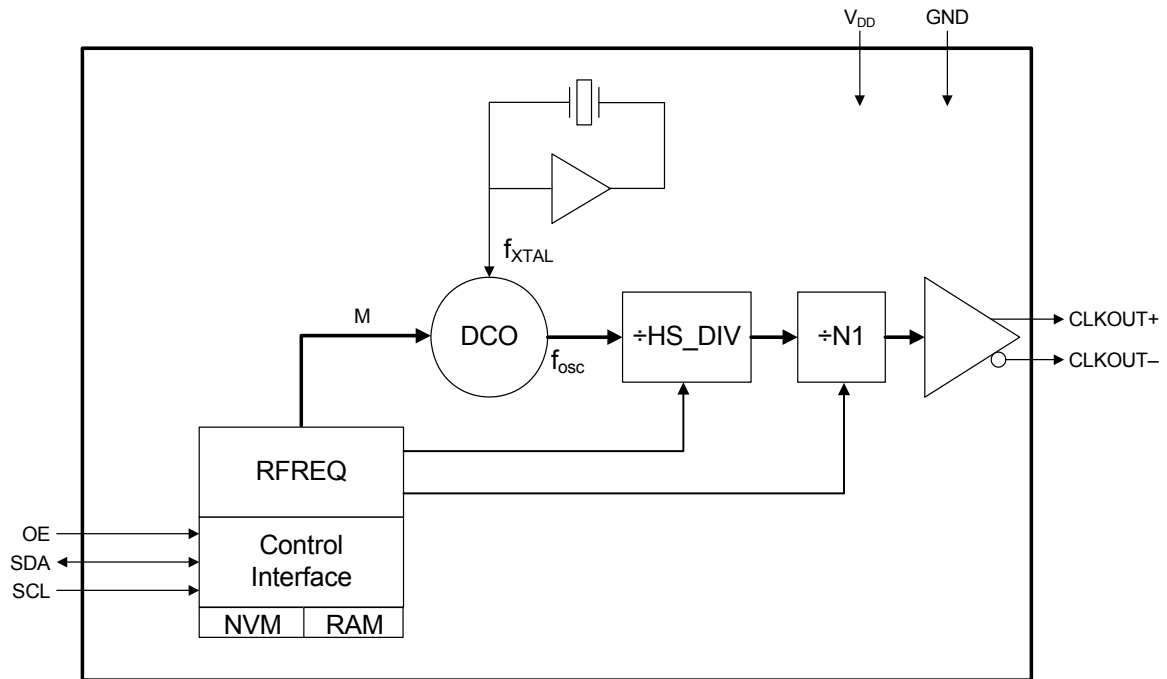 VDD GND
fXTAL
M
DCO
fosc
÷HS_DIV
÷N1
CLKOUT+
CLKOUT–
RFREQ
OE
SDA
SCL
Control
Interface
NVM RAM